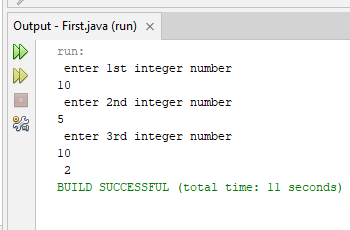 Output - First.java (run) ×
run:
enter 1st integer number
10
enter 2nd integer number
5
enter 3rd integer number
10
2
BUILD SUCCESSFUL (total time: 11 seconds)